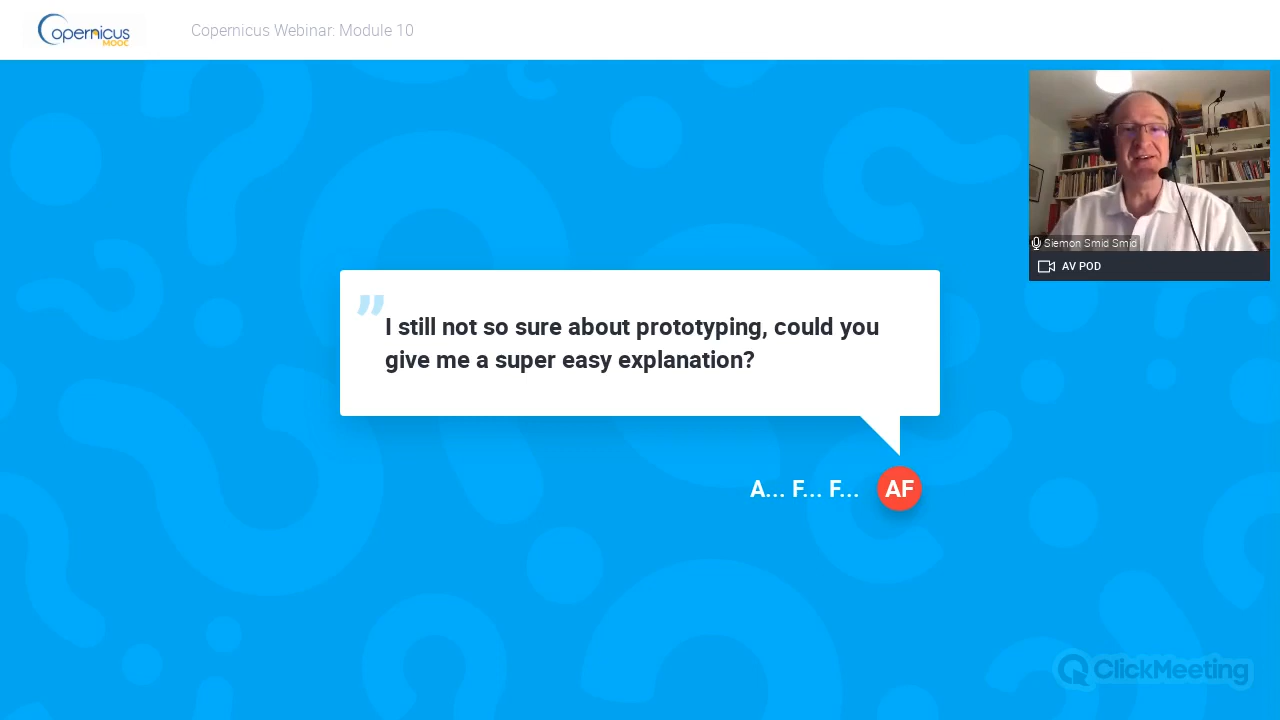 Copernicus
MOOC
Copernicus Webinar: Module 10
Siemon Smid Smid
AV POD
"
I still not so sure about prototyping, could you
give me a super easy explanation?
A... F... F...
AF
ClickMeeting